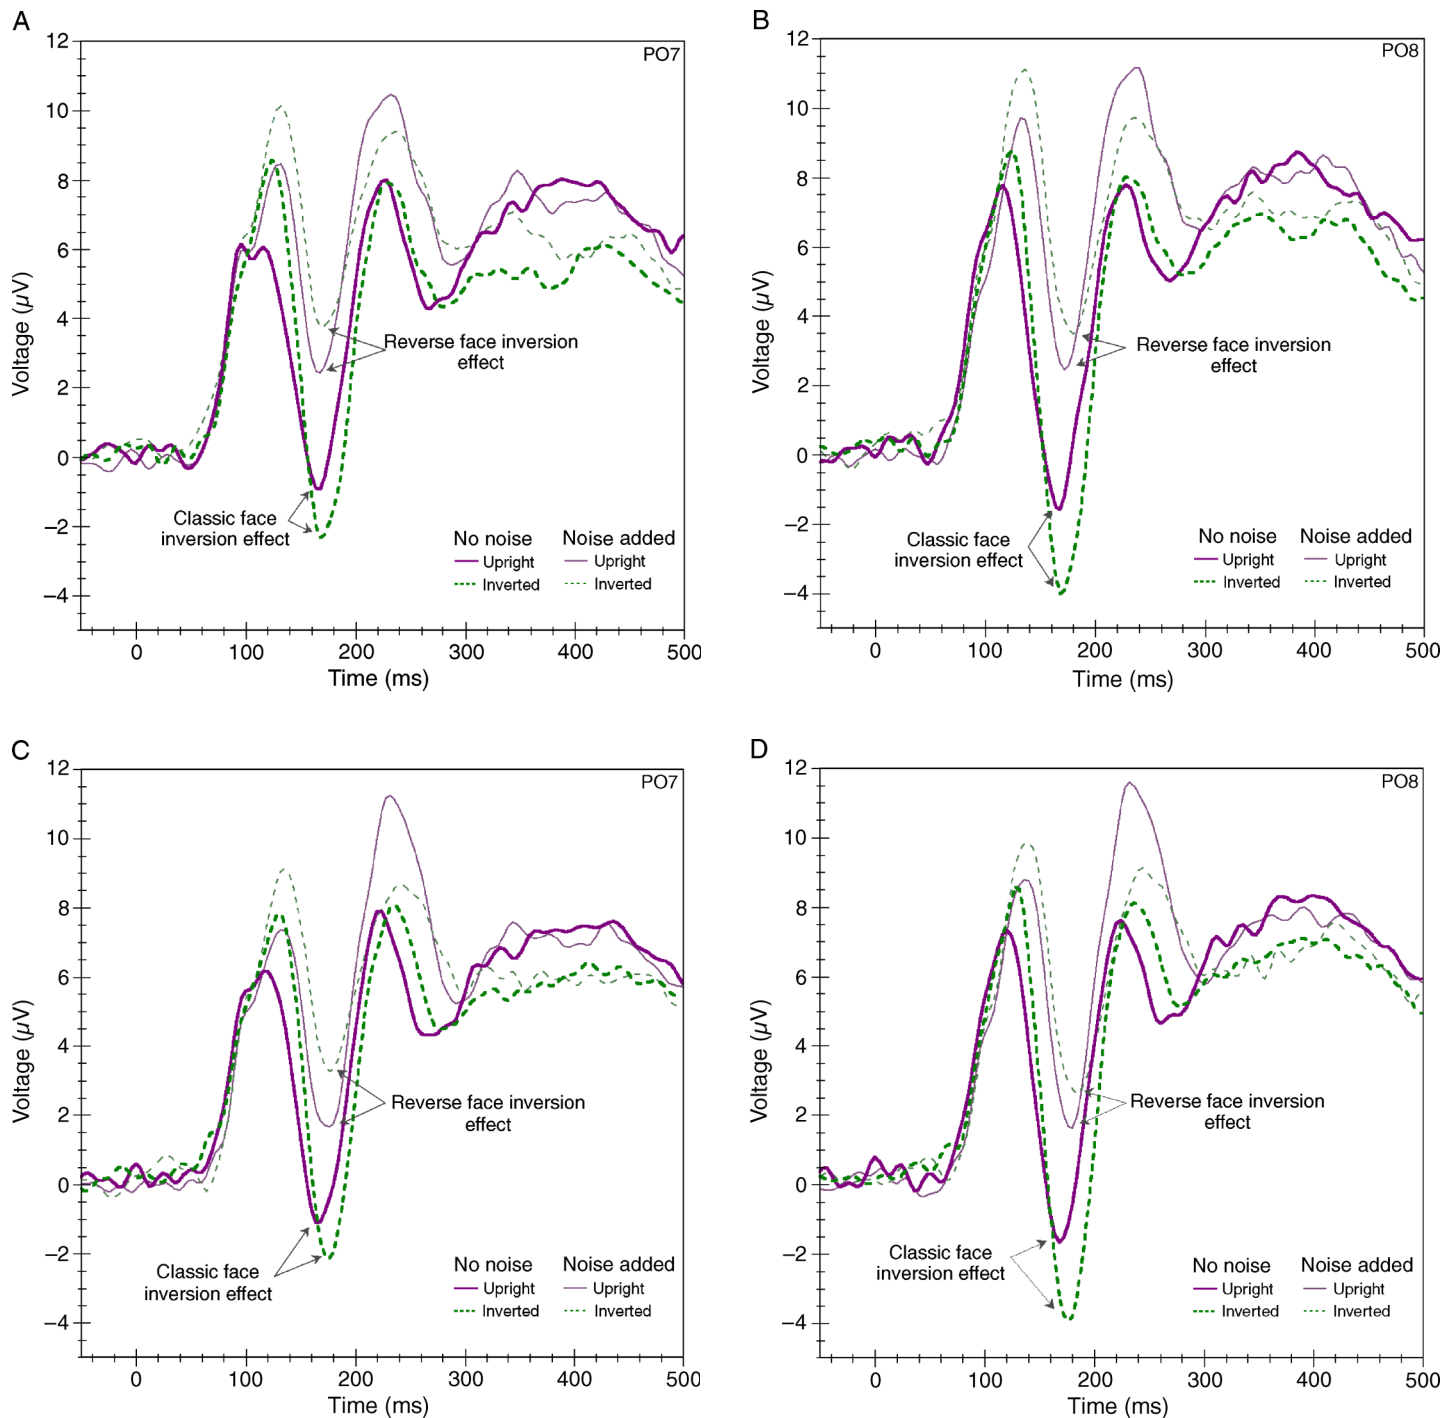 A
12
10
8
6
4
2
0
−2
−4
Voltage (µV)
PO7
Reverse face inversion
effect
Classic face
inversion effect
No noise
Noise added
Upright
Upright
Inverted
Inverted
0
100
200
300
400
500
Time (ms)
B
12
10
8
6
4
2
0
−2
−4
Voltage (µV)
PO8
Reverse face inversion
effect
Classic face
inversion effect
No noise
Noise added
Upright
Upright
Inverted
Inverted
0
100
200
300
400
500
Time (ms)
C
12
10
8
6
4
2
0
−2
−4
Voltage (µV)
PO7
Reverse face inversion
effect
Classic face
inversion effect
No noise
Noise added
Upright
Upright
Inverted
Inverted
0
100
200
300
400
500
Time (ms)
D
12
10
8
6
4
2
0
−2
−4
Voltage (µV)
PO8
Reverse face inversion
effect
Classic face
inversion effect
No noise
Noise added
Upright
Upright
Inverted
Inverted
0
100
200
300
400
500
Time (ms)